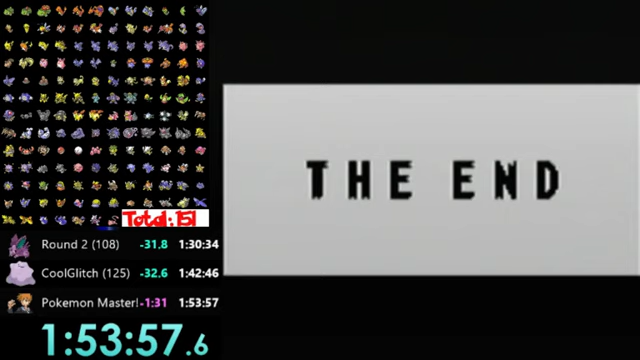 Total: 151
THE END
Round 2 (108) -31.8 1:30:34
CoolGlitch (125) -32.6 1:42:46
Pokemon Master! -1:31 1:53:57
1:53:57.6